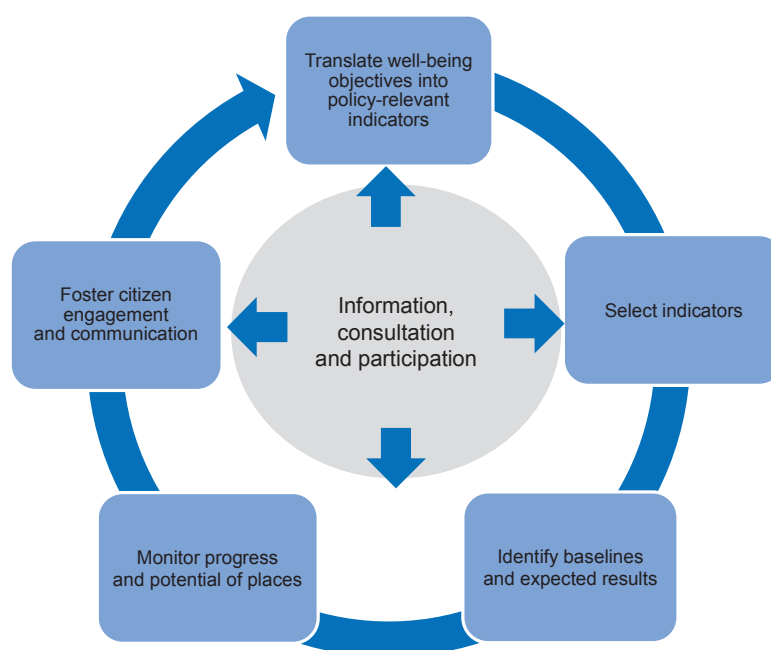 Translate well-being
objectives into
policy-relevant
indicators
Select indicators
Identify baselines
and expected results
Monitor progress
and potential of places
Foster citizen
engagement
and communication
Information,
consultation
and participation